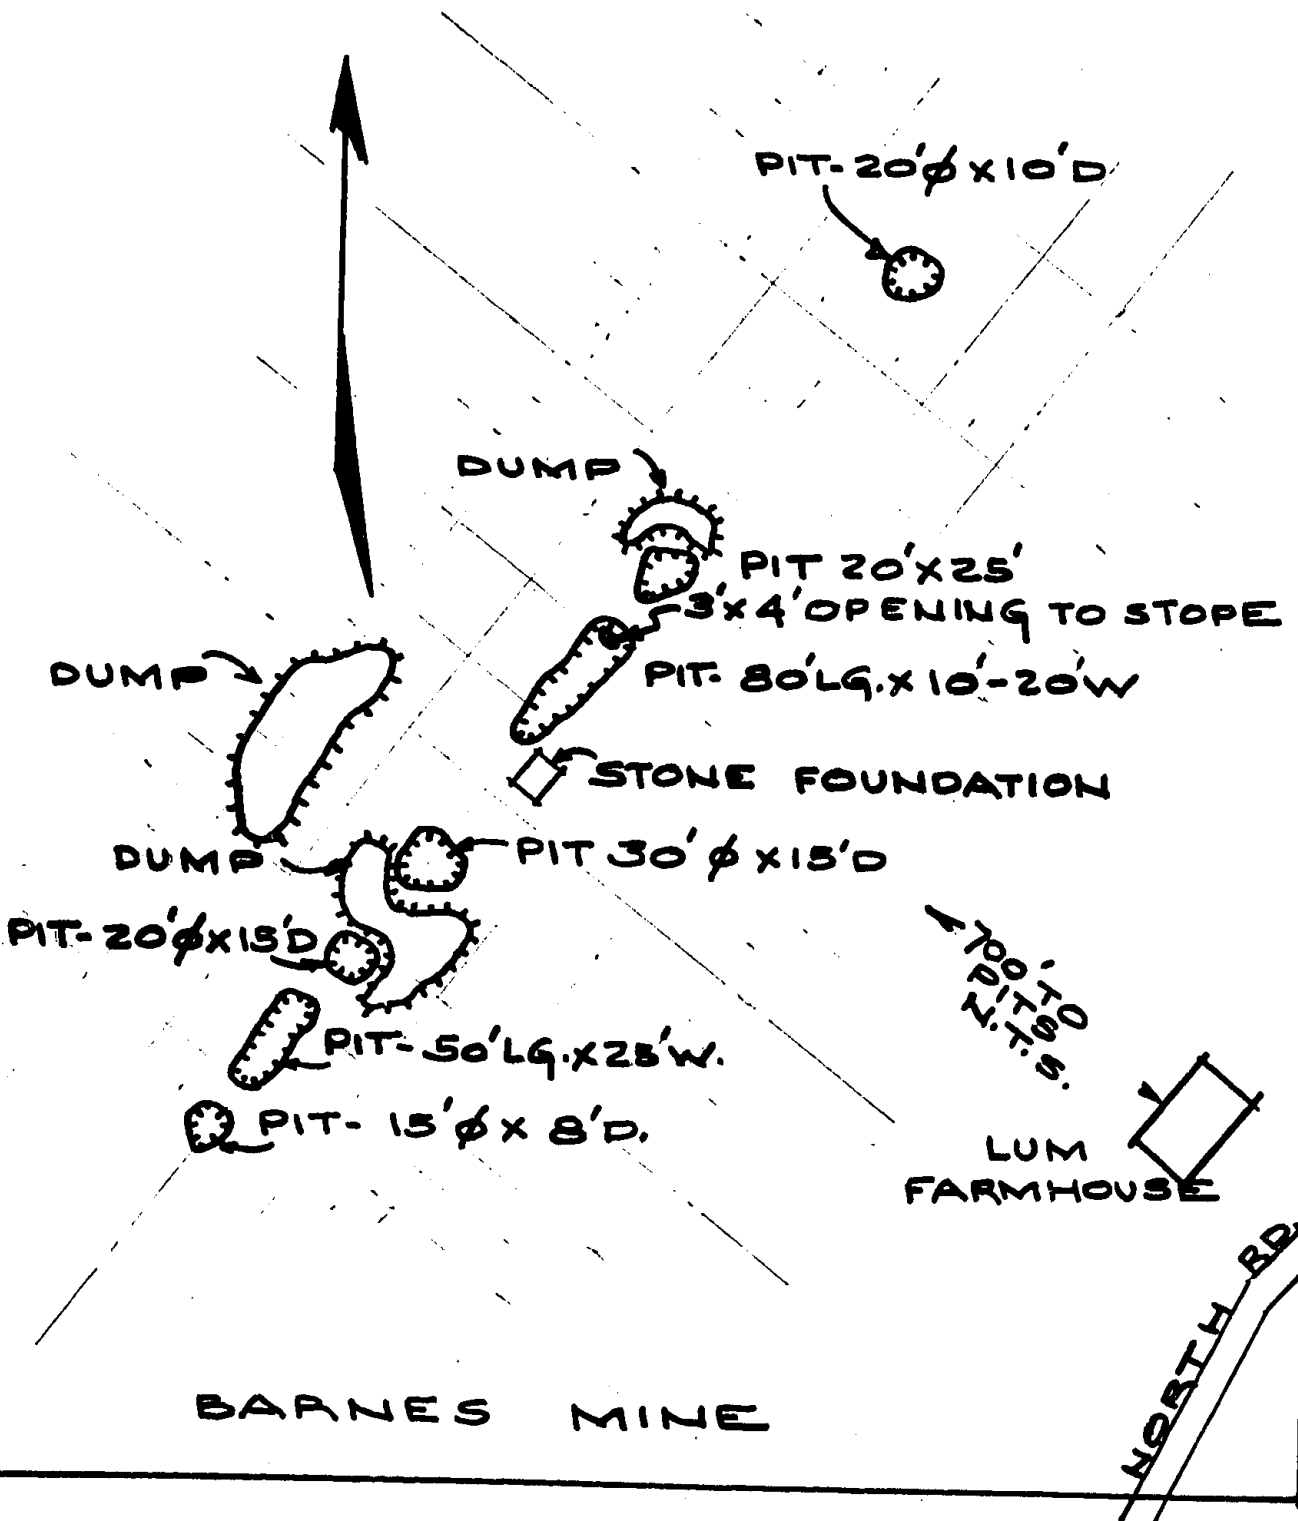 PIT- 20'ø x 10'D
DUMP
PIT 20'x25'
3'x4' OPENING TO STOPE
PIT- 80'LG. x 10'-20'W
DUMP
STONE FOUNDATION
DUMP
PIT 30'ø x 15'D
PIT- 20'ø x 15'D
700' TO
PITS
N.T.S.
PIT- 50'LG. x 25'W.
PIT- 15'ø x 8'D.
LUM
FARMHOUSE
NORTH RD.
BARNES MINE